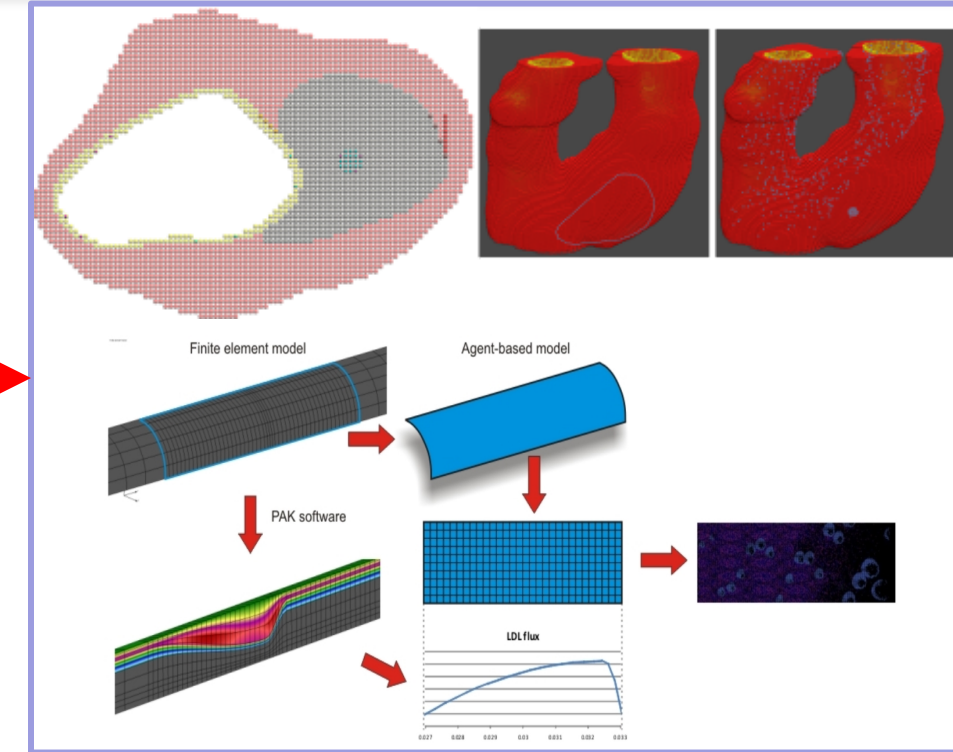 Finite element model
Agent-based model
PAK software
LDL flux
0.027 0.028 0.029 0.03 0.031 0.032 0.033